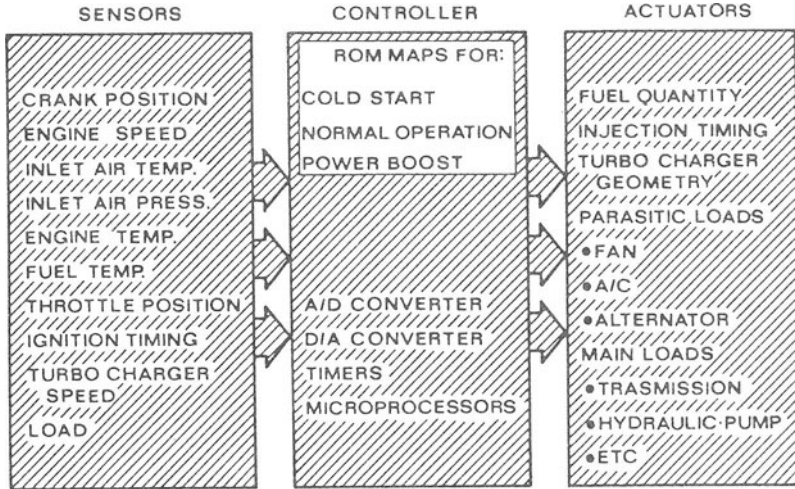 SENSORS
CRANK POSITION
ENGINE SPEED
INLET AIR TEMP.
INLET AIR PRESS.
ENGINE TEMP.
FUEL TEMP.
THROTTLE POSITION
IGNITION TIMING
TURBO CHARGER
SPEED
LOAD
CONTROLLER
ROM MAPS FOR:
COLD START
NORMAL OPERATION
POWER BOOST
A/D CONVERTER
D/A CONVERTER
TIMERS
MICROPROCESSORS
ACTUATORS
FUEL QUANTITY
INJECTION TIMING
TURBO CHARGER
GEOMETRY
PARASITIC LOADS
•FAN
•A/C
•ALTERNATOR
MAIN LOADS
•TRASMISSION
•HYDRAULIC·PUMP
•ETC